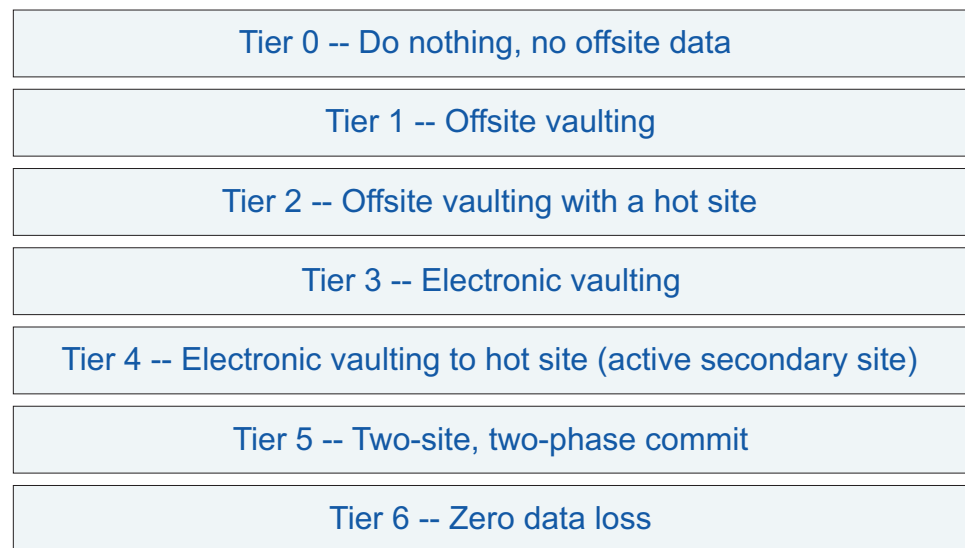 Tier 0 -- Do nothing, no offsite data
Tier 1 -- Offsite vaulting
Tier 2 -- Offsite vaulting with a hot site
Tier 3 -- Electronic vaulting
Tier 4 -- Electronic vaulting to hot site (active secondary site)
Tier 5 -- Two-site, two-phase commit
Tier 6 -- Zero data loss